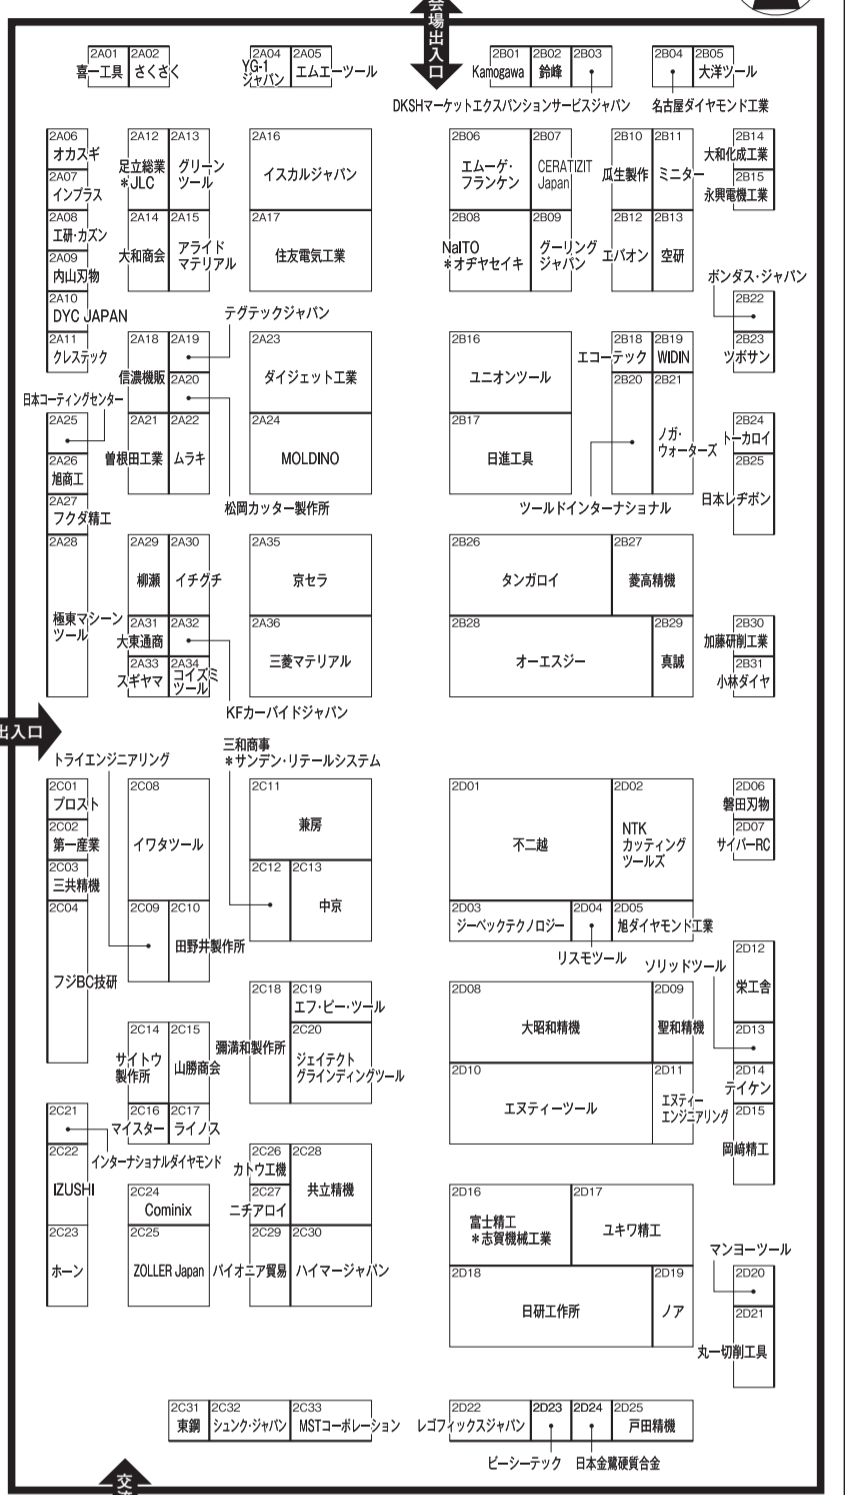 会場出入口
2A01
喜一工具
2A02
さくさく
2A04
YG-1
ジャパン
2A05
エムエーツール
2B01
Kamogawa
2B02
鈴峰
2B03
DKSHマーケットエクスパンションサービスジャパン
2B04
名古屋ダイヤモンド工業
2B05
大洋ツール
2A06
オカスギ
2A07
インプラス
2A08
工研・カズン
2A09
内山刃物
2A10
DYC JAPAN
2A11
クレステック
2A12
足立総業
*JLC
2A13
グリーン
ツール
2A14
大和商会
2A15
アライド
マテリアル
2A16
イスカルジャパン
2A17
住友電気工業
2B06
エムーゲ・
フランケン
2B07
CERATIZIT
Japan
2B08
NaITO
*オヂヤセイキ
2B09
グーリング
ジャパン
2B10
瓜生製作
2B11
ミニター
2B12
エバオン
2B13
空研
2B14
大和化成工業
2B15
永興電機工業
2A18
信濃機販
2A19
テグテックジャパン
2A20
松岡カッター製作所
2A21
曽根田工業
2A22
ムラキ
2A23
ダイジェット工業
2A24
MOLDINO
2B16
ユニオンツール
2B17
日進工具
2B18
エコーテック
2B19
WIDIN
2B20
ツールドインターナショナル
2B21
ノガ・
ウォーターズ
2B22
ボンダス・ジャパン
2B23
ツボサン
2B24
トーカロイ
2B25
日本レヂボン
2A25
日本コーティングセンター
2A26
旭商工
2A27
フクダ精工
2A28
極東マシーン
ツール
2A29
柳瀬
2A30
イチグチ
2A31
大東通商
2A32
KFカーバイドジャパン
2A33
スギヤマ
2A34
コイズミ
ツール
2A35
京セラ
2A36
三菱マテリアル
2B26
タンガロイ
2B27
菱高精機
2B28
オーエスジー
2B29
真誠
2B30
加藤研削工業
2B31
小林ダイヤ
出入口
2C01
プロスト
2C02
第一産業
2C03
三共精機
2C04
フジBC技研
2C08
イワタツール
2C09
トライエンジニアリング
2C10
田野井製作所
2C11
兼房
2C12
三和商事
*サンデン・リテールシステム
2C13
中京
2D01
不二越
2D02
NTK
カッティング
ツールズ
2D03
ジーベックテクノロジー
2D04
リスモツール
2D05
旭ダイヤモンド工業
2D06
磐田刃物
2D07
サイバーRC
2C14
サイトウ
製作所
2C15
山勝商会
2C16
マイスター
2C17
ライノス
2C18
彌満和製作所
2C19
エフ・ピー・ツール
2C20
ジェイテクト
グラインディングツール
2D08
大昭和精機
2D09
聖和精機
2D10
エヌティーツール
2D11
エヌティー
エンジニアリング
2D12
栄工舎
2D13
ソリッドツール
2D14
テイケン
2D15
岡﨑精工
2C21
インターナショナルダイヤモンド
2C22
IZUSHI
2C23
ホーン
2C24
Cominix
2C25
ZOLLER Japan
2C26
カトウ工機
2C27
ニチアロイ
2C28
共立精機
2C29
パイオニア貿易
2C30
ハイマージャパン
2D16
富士精工
*志賀機械工業
2D17
ユキワ精工
2D18
日研工作所
2D19
ノア
2D20
マンヨーツール
2D21
丸一切削工具
2C31
東鋼
2C32
シュンク・ジャパン
2C33
MSTコーポレーション
2D22
レゴフィックスジャパン
2D23
ピーシーテック
2D24
日本金属硬質合金
2D25
戸田精機
交